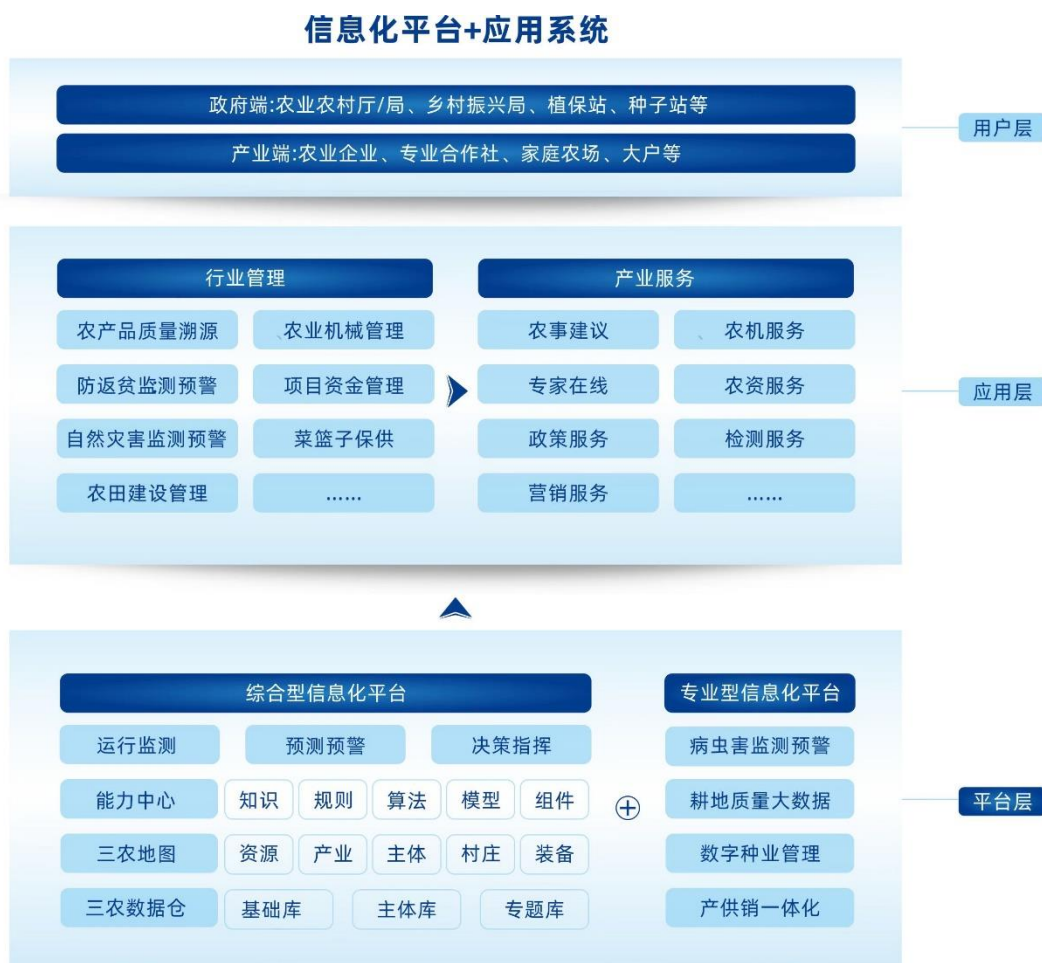 信息化平台+应用系统
政府端:农业农村厅/局、乡村振兴局、植保站、种子站等
产业端:农业企业、专业合作社、家庭农场、大户等
用户层
行业管理
产业服务
农产品质量溯源
、农业机械管理
农事建议
、农机服务
防返贫监测预警
项目资金管理
专家在线
农资服务
应用层
自然灾害监测预警
菜篮子保供
政策服务
检测服务
农田建设管理
......
营销服务
......
综合型信息化平台
专业型信息化平台
运行监测
预测预警
决策指挥
病虫害监测预警
能力中心
知识
规则
算法
模型
组件
耕地质量大数据
平台层
三农地图
资源
产业
主体
村庄
装备
数字种业管理
三农数据仓
基础库
主体库
专题库
产供销一体化